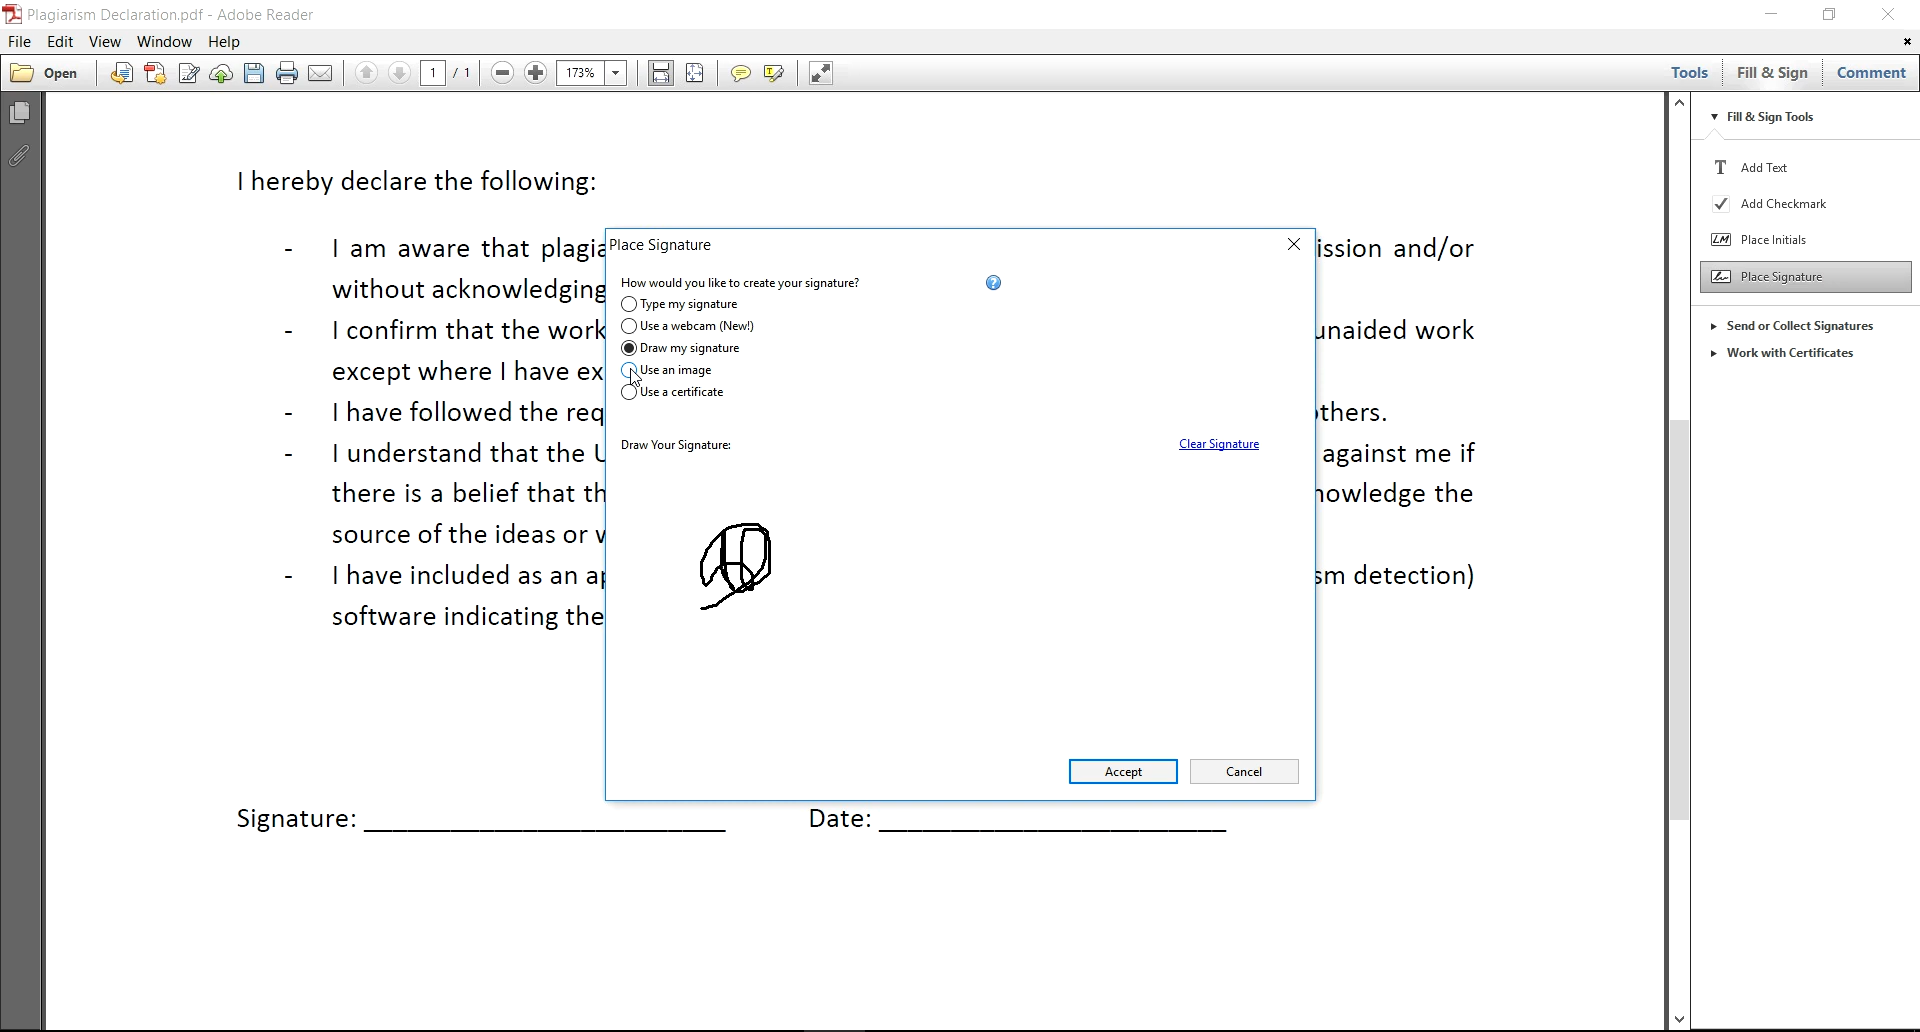 Plagiarism Declaration.pdf - Adobe Reader
File Edit View Window Help
Open 1 / 1 173% Tools Fill & Sign Comment
Fill & Sign Tools
Add Text
Add Checkmark
LM Place Initials
Place Signature
Send or Collect Signatures
Work with Certificates
I hereby declare the following:
- I am aware that plagia ission and/or
without acknowledging
- I confirm that the work unaided work
except where I have ex
- I have followed the req thers.
- I understand that the U against me if
there is a belief that th nowledge the
source of the ideas or w
- I have included as an ap sm detection)
software indicating the
Signature: Date:
Place Signature
How would you like to create your signature?
Type my signature
Use a webcam (New!)
Draw my signature
Use an image
Use a certificate
Draw Your Signature: Clear Signature
Accept Cancel